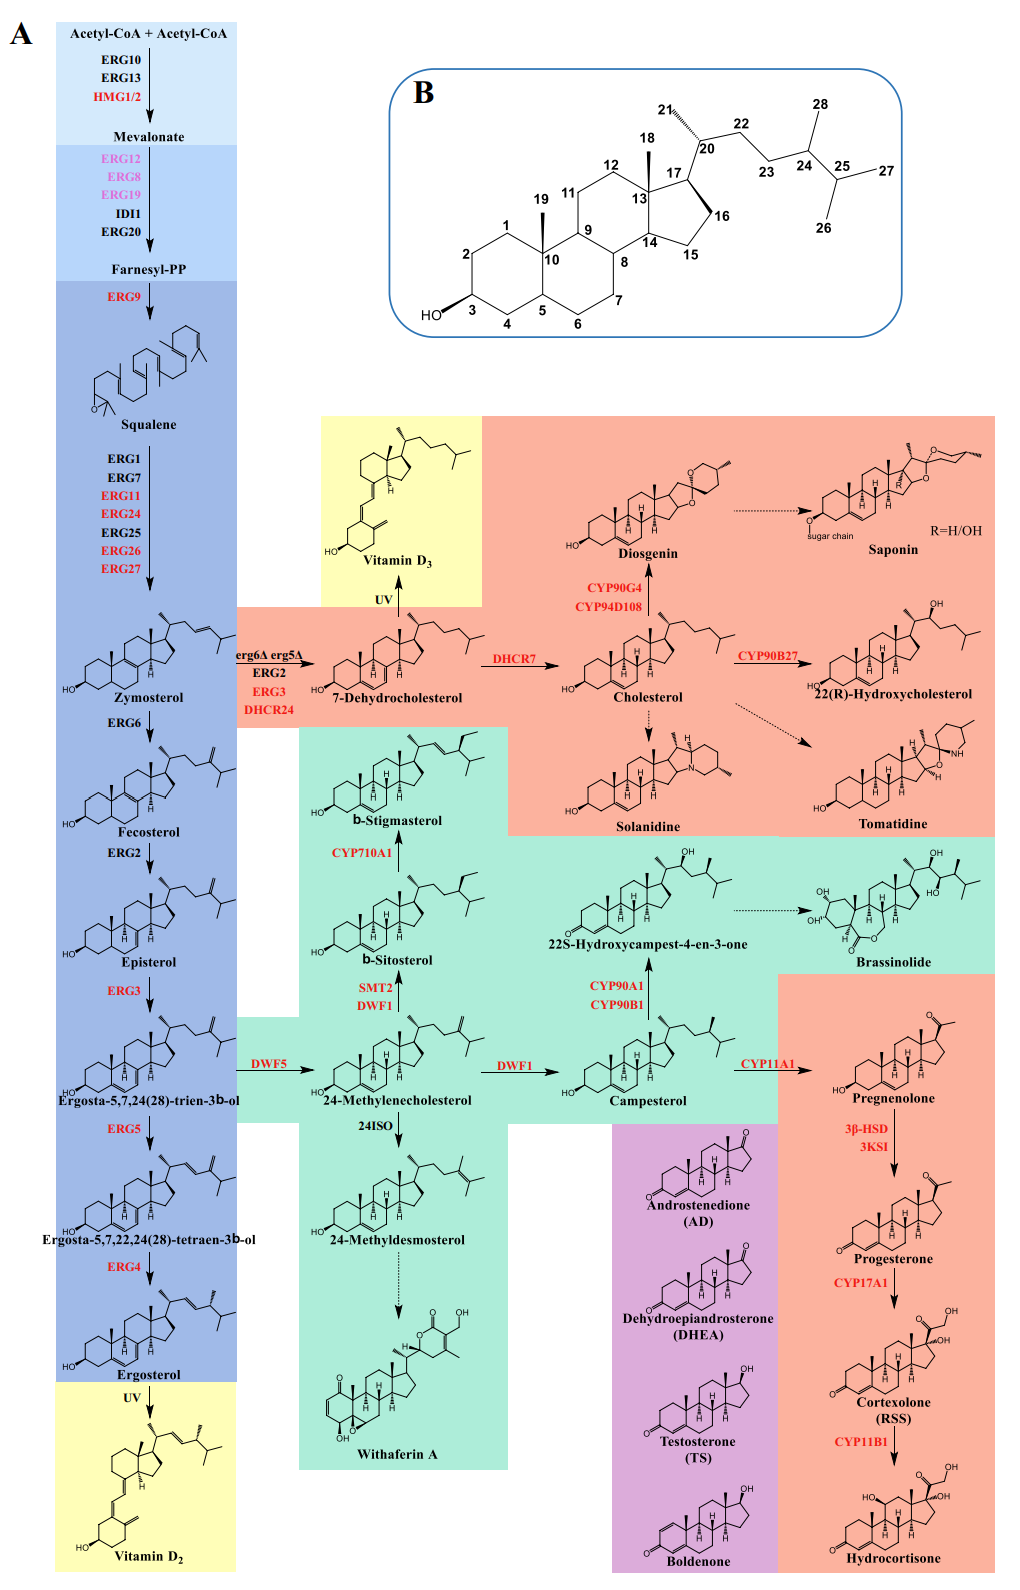 A
Acetyl-CoA + Acetyl-CoA
ERG10
ERG13
HMG1/2
Mevalonate
ERG12
ERG8
ERG19
IDI1
ERG20
Farnesyl-PP
ERG9
O
Squalene
ERG1
ERG7
ERG11
ERG24
ERG25
ERG26
ERG27
HO
H
Zymosterol
ERG6
HO
H
Fecosterol
ERG2
HO
H
H
Episterol
ERG3
HO
H
H
Ergosta-5,7,24(28)-trien-3b-ol
ERG5
HO
H
H
Ergosta-5,7,22,24(28)-tetraen-3b-ol
ERG4
HO
H
H
Ergosterol
UV
H
HO
Vitamin D2
B
21
28
22
18
20
12
17
24
25
27
23
11
19
13
16
26
1
9
14
2
10
8
15
7
HO
3
4
5
6
H
HO
Vitamin D3
UV
erg6Δ erg5Δ
ERG2
ERG3
DHCR24
HO
H
H
7-Dehydrocholesterol
DHCR7
HO
H
H
H
Cholesterol
CYP90G4
CYP94D108
O
O
H
H
H
HO
Diosgenin
O
O
R
H
H
H
O
sugar chain
R=H/OH
Saponin
CYP90B27
OH
H
H
H
HO
22(R)-Hydroxycholesterol
H
N
H
H
H
HO
Solanidine
H
NH
O
H
H
H
H
HO
Tomatidine
H
H
H
HO
b-Stigmasterol
CYP710A1
H
H
H
HO
b-Sitosterol
SMT2
DWF1
DWF5
H
H
H
HO
24-Methylenecholesterol
24ISO
H
H
H
HO
24-Methyldesmosterol
O
OH
O
H
O
H
H
H
O
OH
Withaferin A
DWF1
H
H
H
HO
Campesterol
CYP90A1
CYP90B1
OH
H
H
H
O
22S-Hydroxycampest-4-en-3-one
OH
OH
HO
OH
H
H
H
H
O
O
Brassinolide
CYP11A1
O
H
H
H
HO
Pregnenolone
3β-HSD
3KSI
O
H
H
H
O
Progesterone
CYP17A1
OH
O
OH
H
H
H
O
Cortexolone
(RSS)
CYP11B1
OH
O
HO
OH
H
H
H
O
Hydrocortisone
O
H
H
H
O
Androstenedione
(AD)
O
H
H
H
O
Dehydroepiandrosterone
(DHEA)
OH
H
H
H
O
Testosterone
(TS)
OH
H
H
H
O
Boldenone